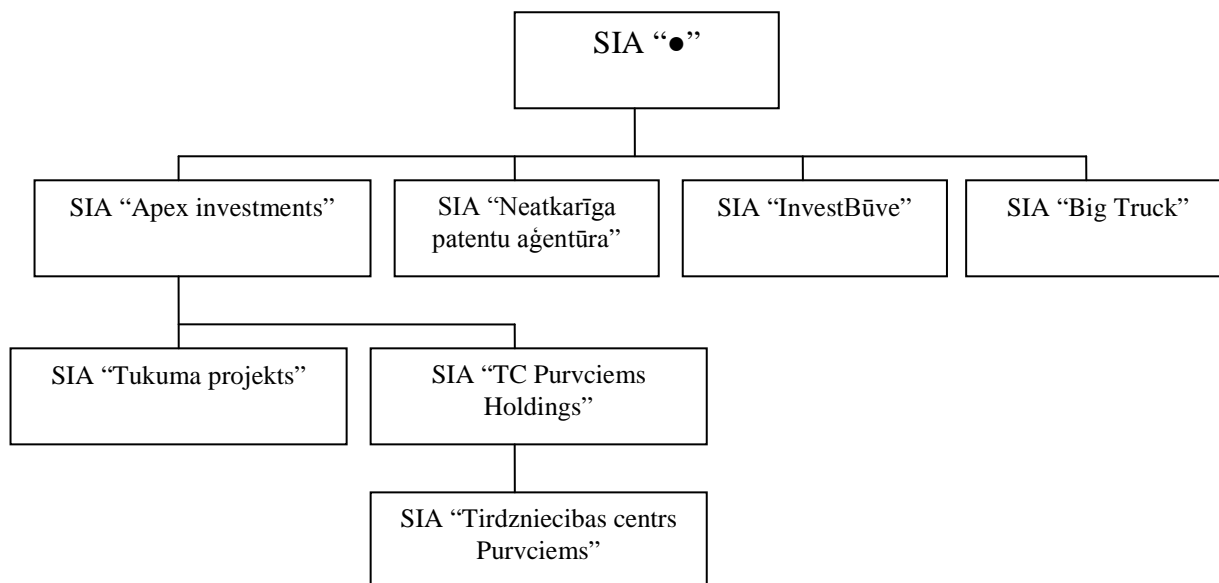 SIA “●”
SIA “Apex investments”
SIA “Neatkarīga
patentu aģentūra”
SIA “InvestBūve”
SIA “Big Truck”
SIA “Tukuma projekts”
SIA “TC Purvciems
Holdings”
SIA “Tirdzniecibas centrs
Purvciems”